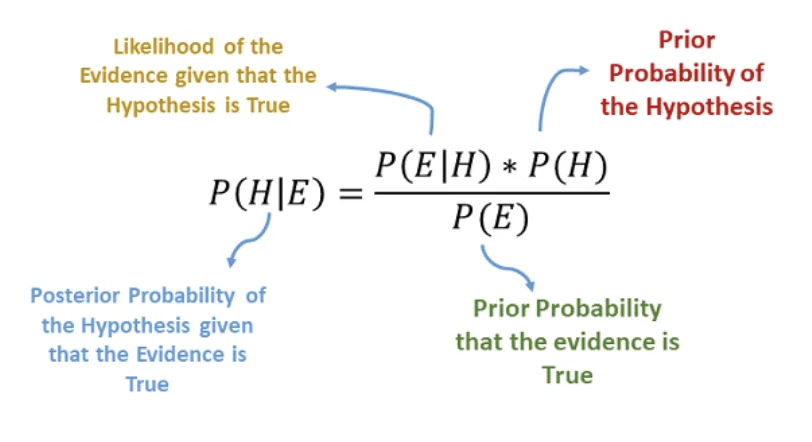 Likelihood of the
Evidence given that the
Hypothesis is True
Prior
Probability of
the Hypothesis
P(H|E) = P(E|H) * P(H)
P(E)
Posterior Probability of
the Hypothesis given
that the Evidence is
True
Prior Probability
that the evidence is
True